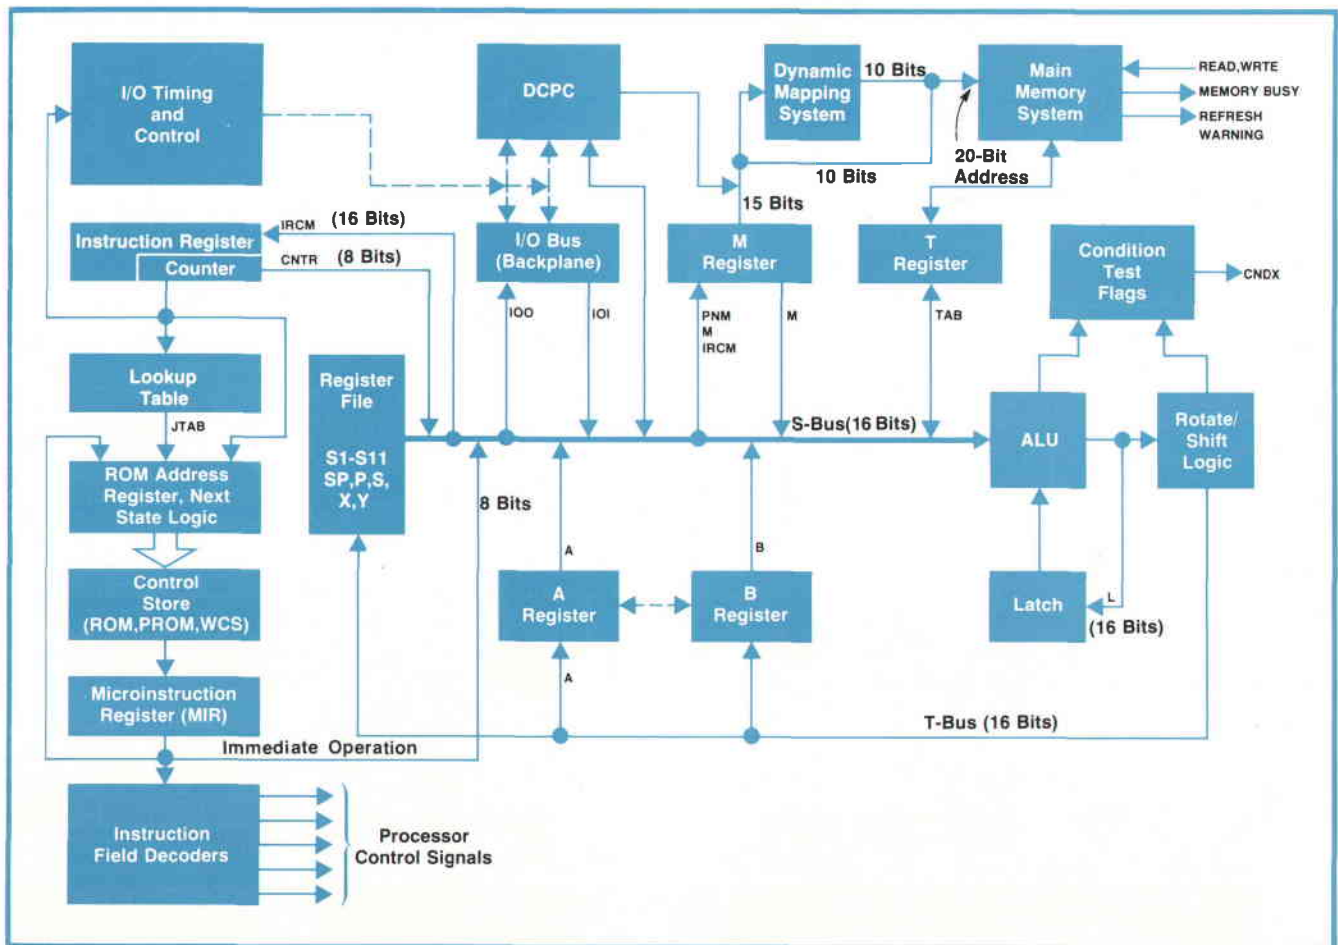 I/O Timing
and
Control
DCPC
Dynamic
Mapping
System
10 Bits
Main
Memory
System
READ,WRTE
MEMORY BUSY
REFRESH
WARNING
20-Bit
Address
10 Bits
15 Bits
IRCM
(16 Bits)
Instruction Register
Counter
CNTR
(8 Bits)
I/O Bus
(Backplane)
M
Register
T
Register
Condition
Test
Flags
CNDX
IOO
IOI
PNM
M
IRCM
M
TAB
Lookup
Table
JTAB
Register
File
S1-S11
SP,P,S,
X,Y
S-Bus(16 Bits)
ALU
Rotate/
Shift
Logic
ROM Address
Register, Next
State Logic
8 Bits
A
B
Control
Store
(ROM,PROM,WCS)
A
Register
B
Register
Latch
L
(16 Bits)
A
Microinstruction
Register (MIR)
T-Bus (16 Bits)
Immediate Operation
Instruction
Field Decoders
Processor
Control Signals